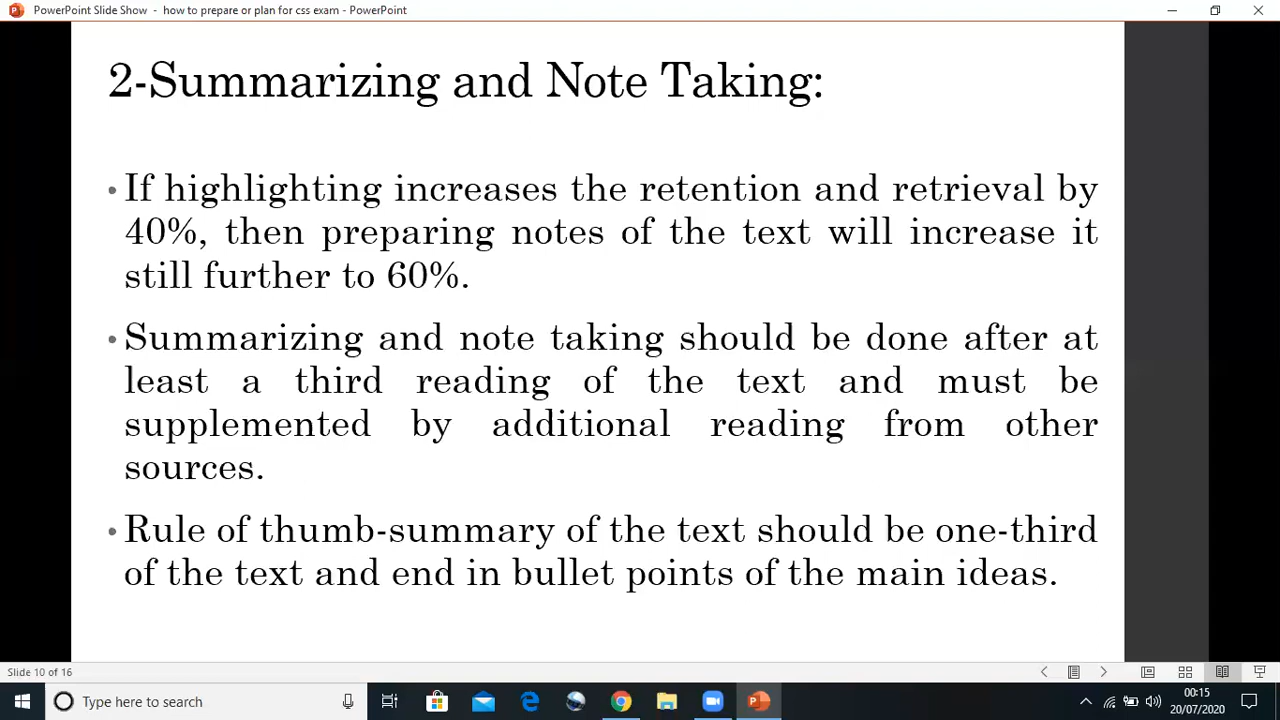 PowerPoint Slide Show - how to prepare or plan for css exam - PowerPoint
2-Summarizing and Note Taking:
• If highlighting increases the retention and retrieval by
40%, then preparing notes of the text will increase it
still further to 60%.
• Summarizing and note taking should be done after at
least a third reading of the text and must be
supplemented by additional reading from other
sources.
• Rule of thumb-summary of the text should be one-third
of the text and end in bullet points of the main ideas.
Slide 10 of 16
Type here to search
00:15
20/07/2020